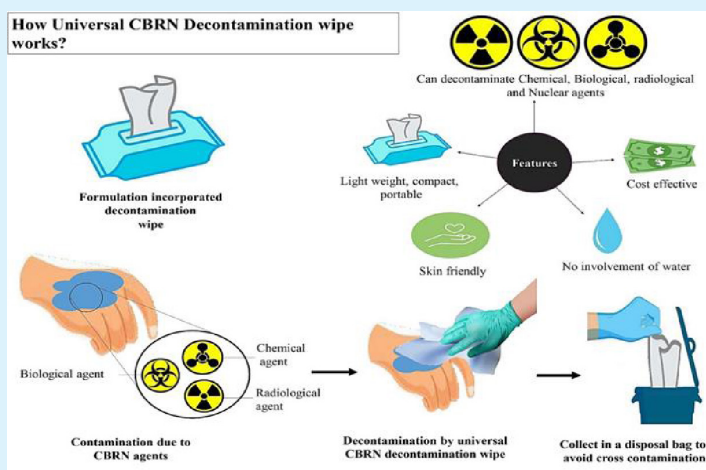 How Universal CBRN Decontamination wipe
works?
Can decontaminate Chemical, Biological, radiological
and Nuclear agents
Features
Light weight, compact,
portable
Cost effective
Skin friendly
No involvement of water
Formulation incorporated
decontamination
wipe
Biological agent
Chemical
agent
Radiological
agent
Contamination due to
CBRN agents
Decontamination by universal
CBRN decontamination wipe
Collect in a disposal bag to
avoid cross contamination